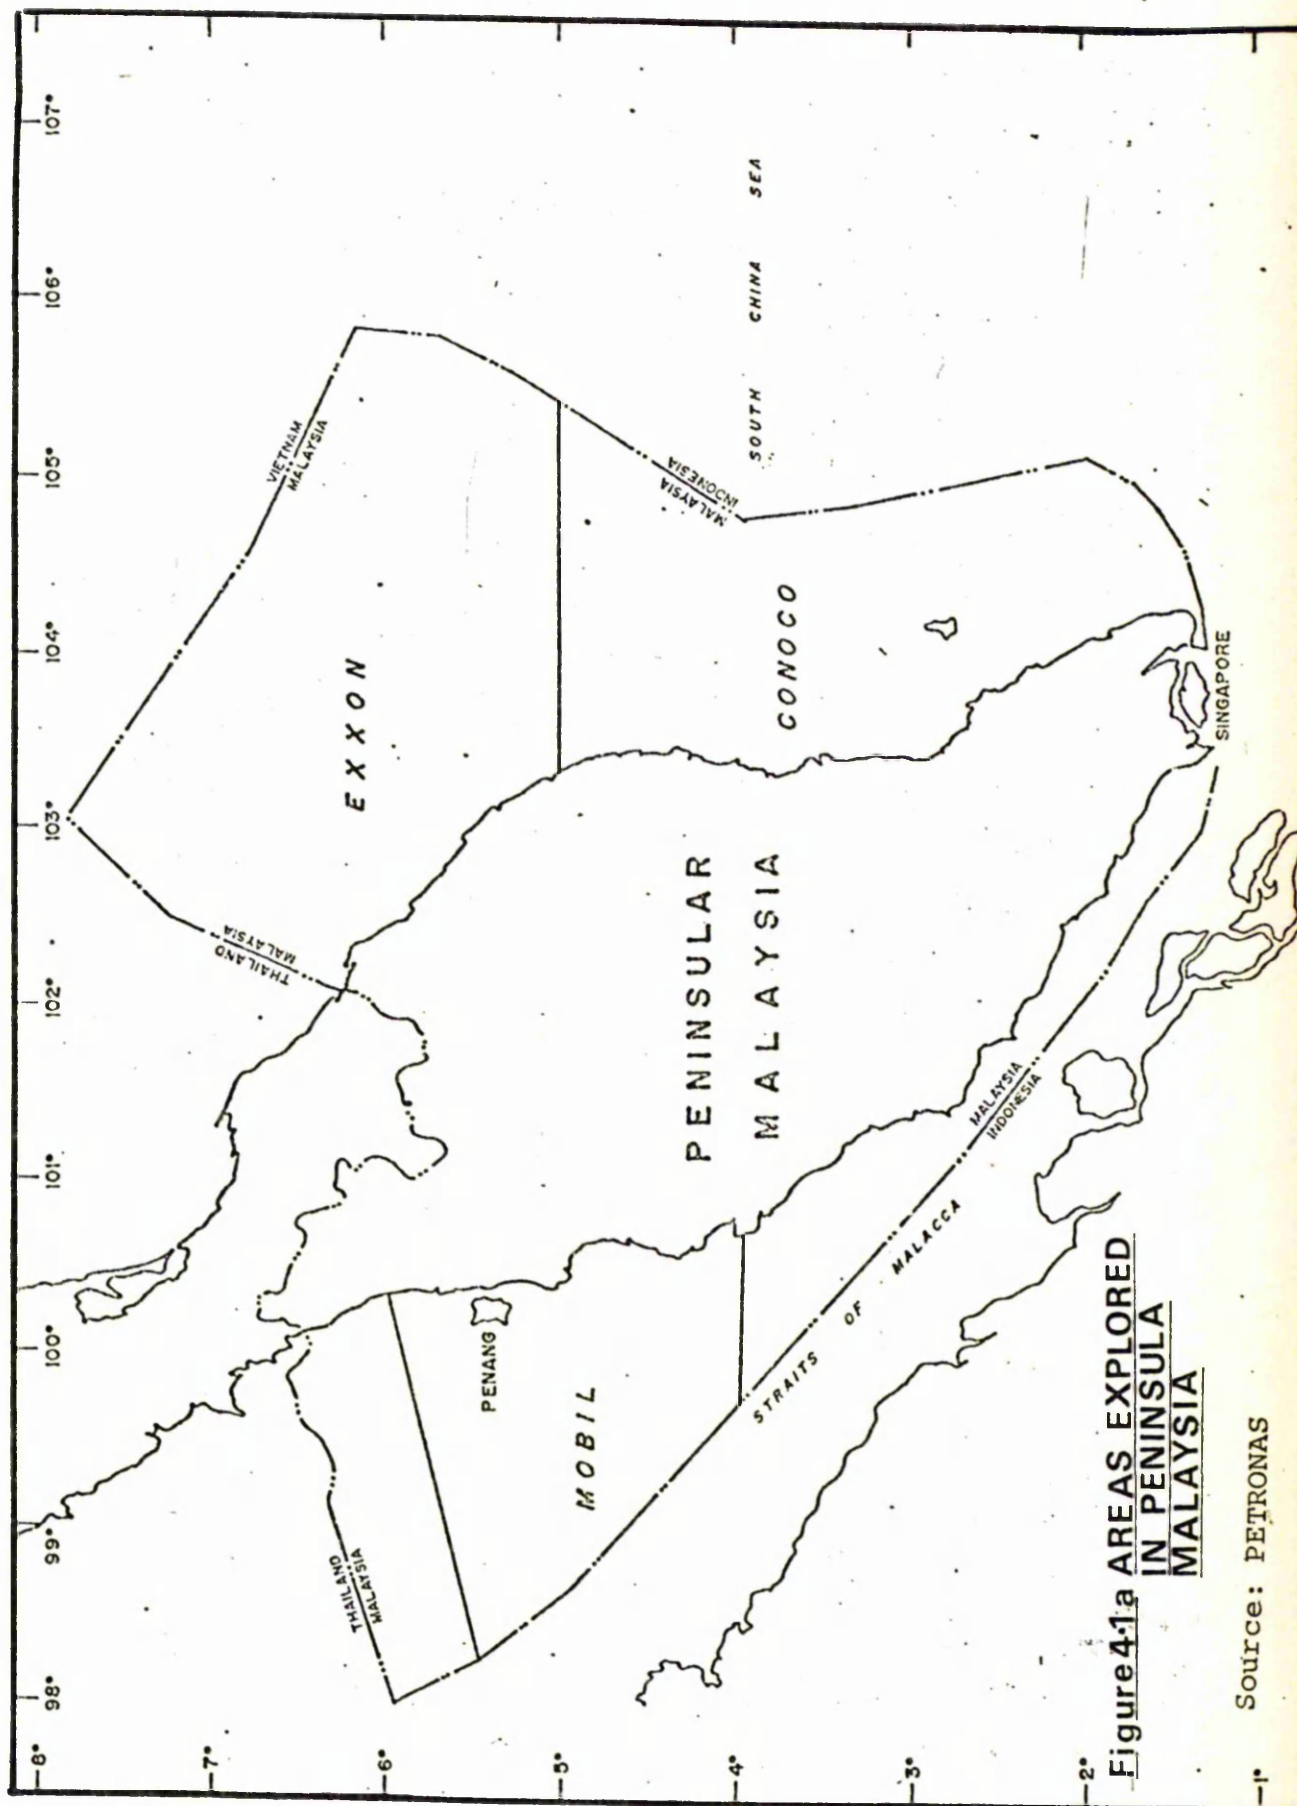 98°
99°
100°
101°
102°
103°
104°
105°
106°
107°
8°
7°
6°
5°
4°
3°
2°
1°
VIETNAM
MALAYSIA
THAILAND
MALAYSIA
EXXON
THAILAND
MALAYSIA
PENANG
MOBIL
MALAYSIA
INDONESIA
PENINSULAR
MALAYSIA
CONOCO
SOUTH CHINA SEA
STRAITS OF MALACCA
MALAYSIA
INDONESIA
SINGAPORE
Figure 4·1a AREAS EXPLORED
IN PENINSULA
MALAYSIA
Source: PETRONAS